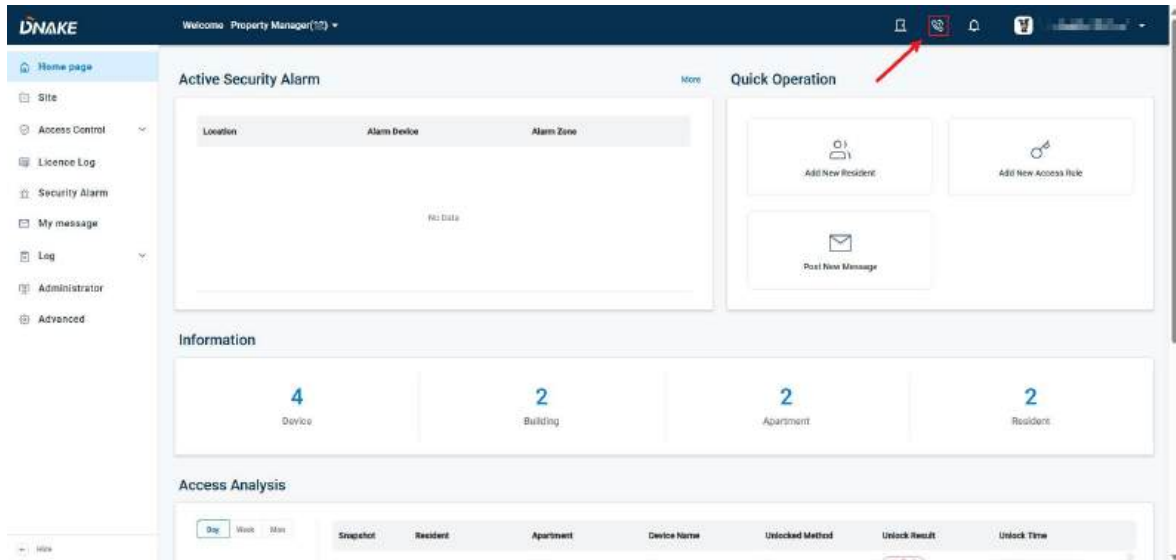 DNAKE
Welcome Property Manager(12)
Home page
Site
Access Control
Licence Log
Security Alarm
My message
Log
Administrator
Advanced
Hide
Active Security Alarm
More
Location Alarm Device Alarm Zone
No Data
Quick Operation
Add New Resident
Add New Access Rule
Post New Message
Information
4
Device
2
Building
2
Apartment
2
Resident
Access Analysis
Day Week Mon
Snapshot Resident Apartment Device Name Unlocked Method Unlock Result Unlock Time